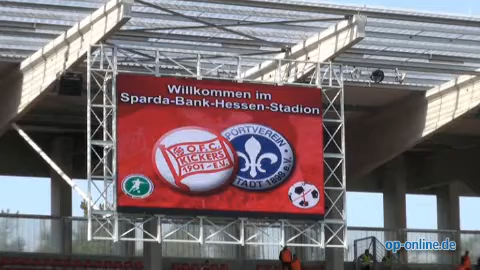 Willkommen im
Sparda-Bank-Hessen-Stadion
O.F.C.
KICKERS
1901 E.V.
SPORTVEREIN
STADT 1898 e.V.
op-online.de